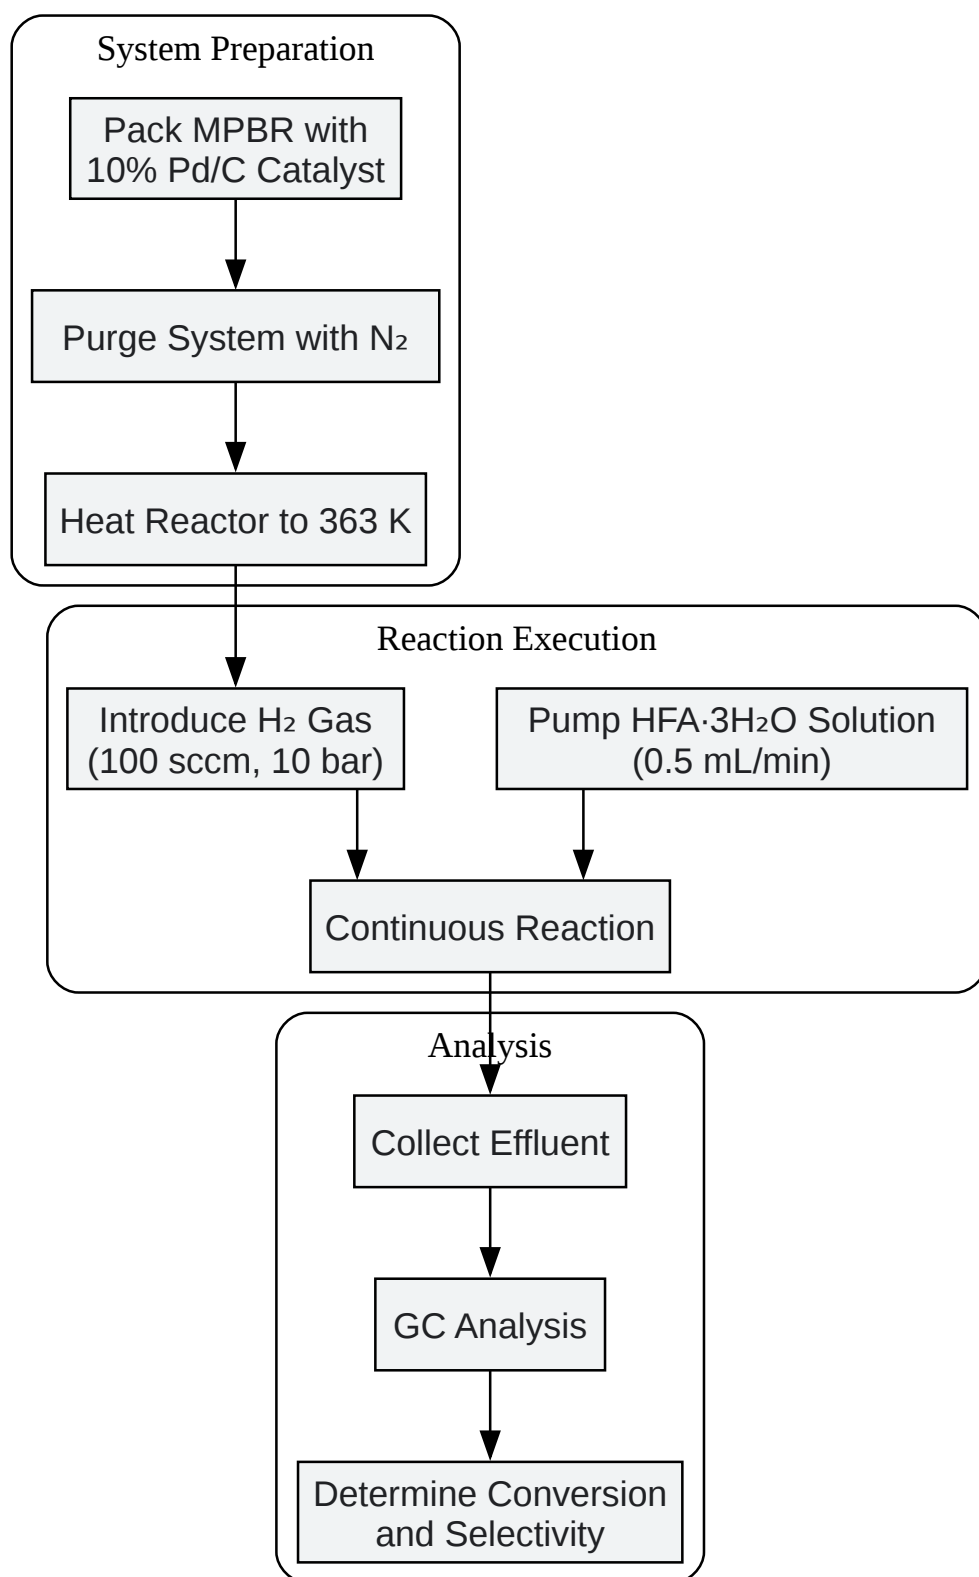 System Preparation
Pack MPBR with
10% Pd/C Catalyst
Purge System with N₂
Heat Reactor to 363 K
Reaction Execution
Introduce H₂ Gas
(100 sccm, 10 bar)
Pump HFA·3H₂O Solution
(0.5 mL/min)
Continuous Reaction
Analysis
Collect Effluent
GC Analysis
Determine Conversion
and Selectivity